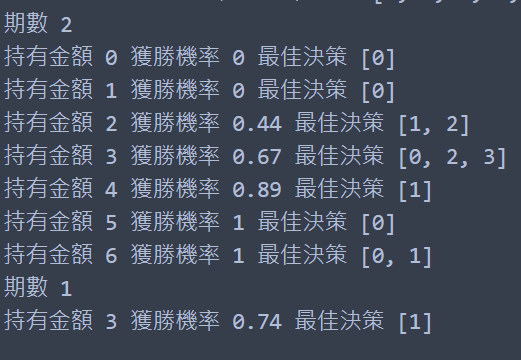 期數 2
持有金額 0 獲勝機率 0 最佳決策 [0]
持有金額 1 獲勝機率 0 最佳決策 [0]
持有金額 2 獲勝機率 0.44 最佳決策 [1, 2]
持有金額 3 獲勝機率 0.67 最佳決策 [0, 2, 3]
持有金額 4 獲勝機率 0.89 最佳決策 [1]
持有金額 5 獲勝機率 1 最佳決策 [0]
持有金額 6 獲勝機率 1 最佳決策 [0, 1]
期數 1
持有金額 3 獲勝機率 0.74 最佳決策 [1]